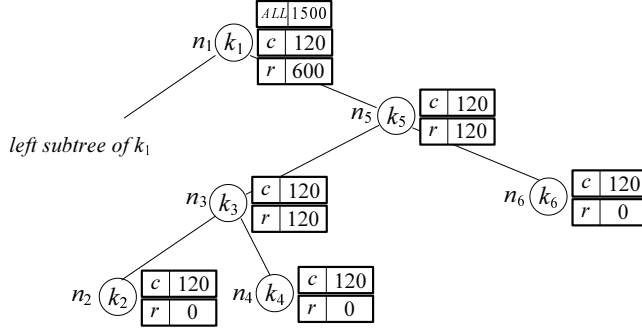 ALL 1500
n1 k1 c 120
r 600
n5 k5 c 120
r 120
left subtree of k1
n3 k3 c 120
r 120
n6 k6 c 120
r 0
n2 k2 c 120
r 0
n4 k4 c 120
r 0